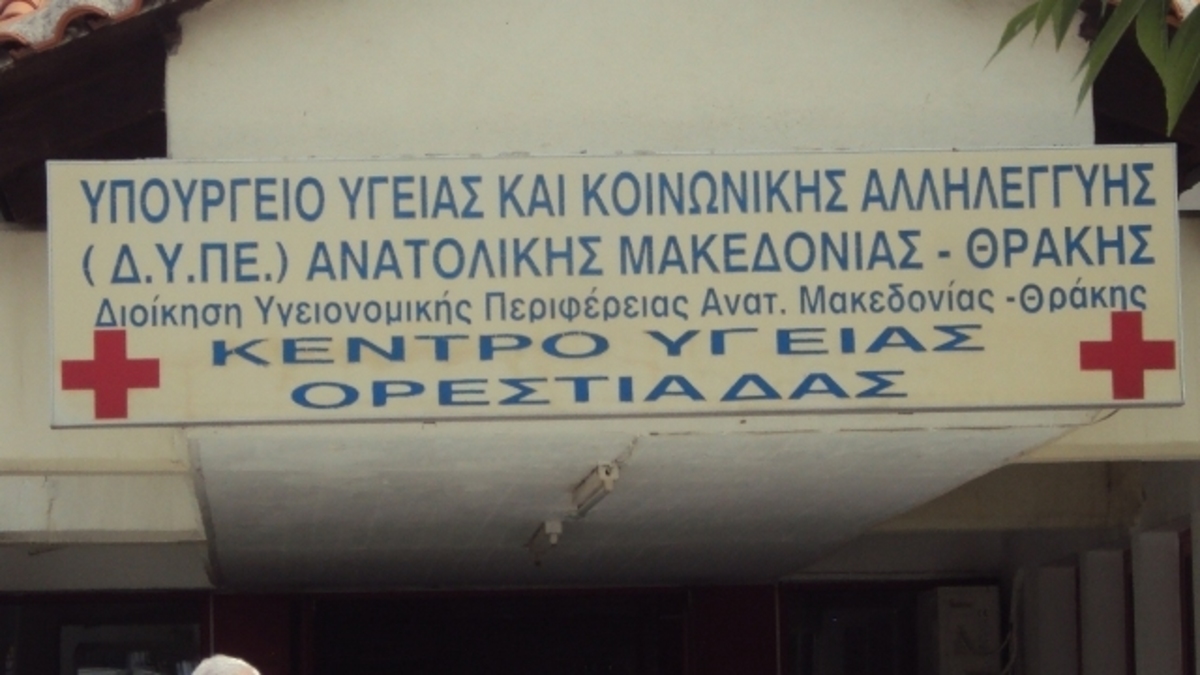 ΥΠΟΥΡΓΕΙΟ ΥΓΕΙΑΣ ΚΑΙ ΚΟΙΝΩΝΙΚΗΣ ΑΛΛΗΛΕΓΓΥΗΣ
( Δ.Υ.ΠΕ.) ΑΝΑΤΟΛΙΚΗΣ ΜΑΚΕΔΟΝΙΑΣ - ΘΡΑΚΗΣ
Διοίκηση Υγειονομικής Περιφέρειας Ανατ. Μακεδονίας -Θράκης
ΚΕΝΤΡΟ ΥΓΕΙΑΣ
ΟΡΕΣΤΙΑΔΑΣ